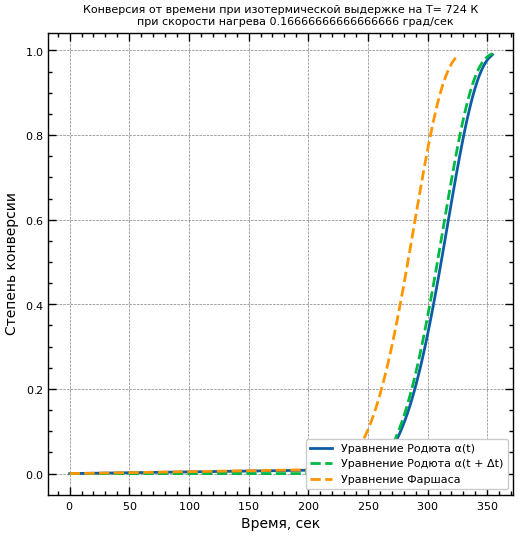 Конверсия от времени при изотермической выдержке на T= 724 К
при скорости нагрева 0.16666666666666666 град/сек
1.0
0.8
0.6
0.4
0.2
0.0
Степень конверсии
Уравнение Родюта α(t)
Уравнение Родюта α(t + Δt)
Уравнение Фаршаса
0 50 100 150 200 250 300 350
Время, сек